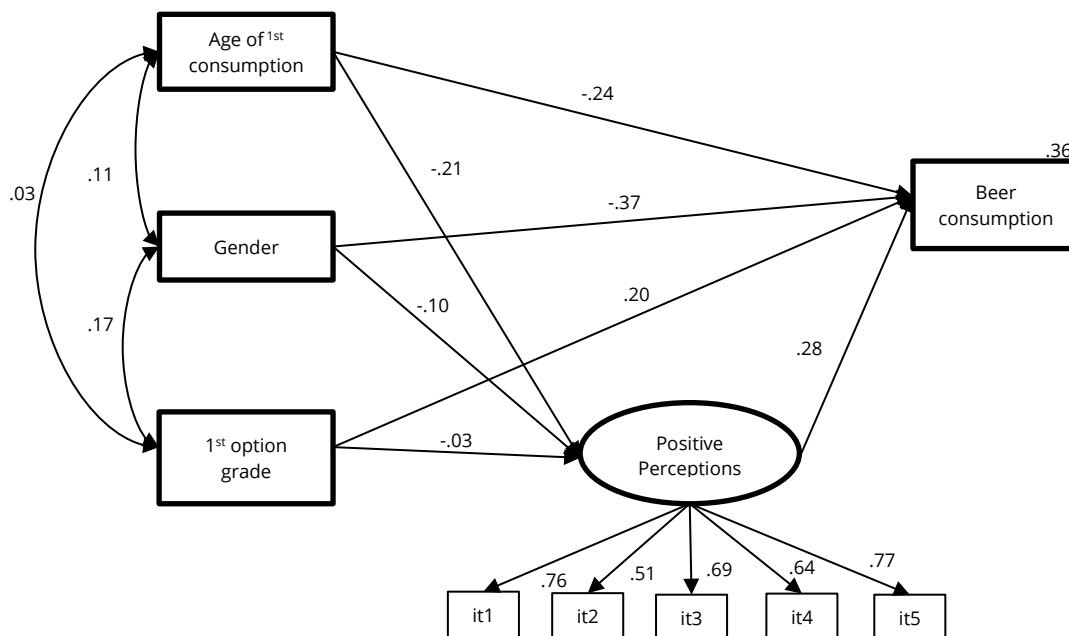 Age of 1st
consumption
-.24
.36
.11
-.21
.03
Beer
consumption
-.37
Gender
.20
-.10
.17
.28
1st option
grade
-.03
Positive
Perceptions
.76
.51
.69
.64
.77
it1
it2
it3
it4
it5